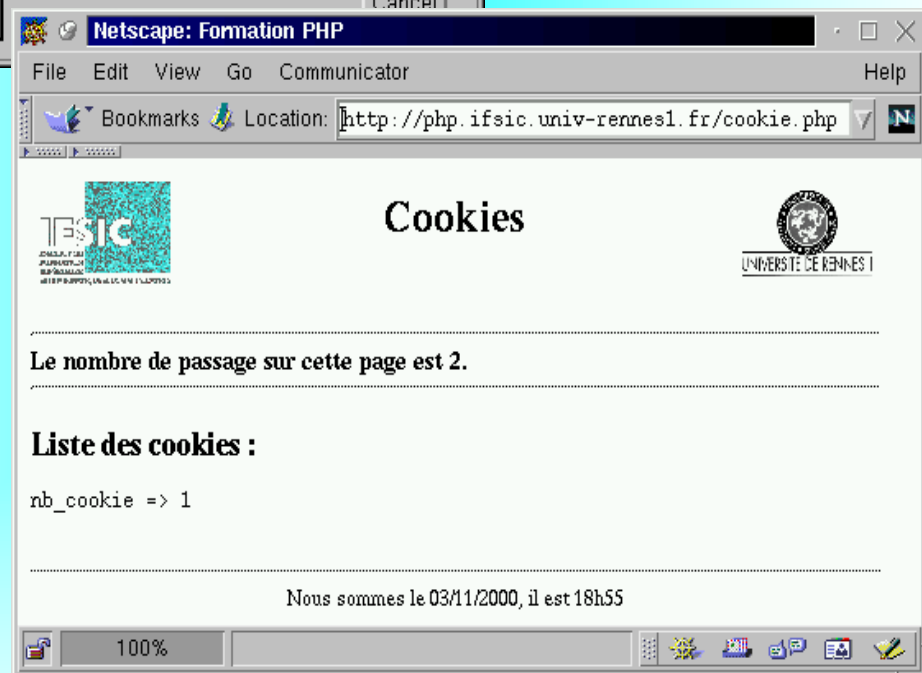 Cancel
Netscape: Formation PHP
File Edit View Go Communicator Help
Bookmarks Location: http://php.ifsic.univ-rennes1.fr/cookie.php N
IFSIC
Cookies
UNIVERSITE DE RENNES 1
Le nombre de passage sur cette page est 2.
Liste des cookies :
nb_cookie => 1
Nous sommes le 03/11/2000, il est 18h55
100%